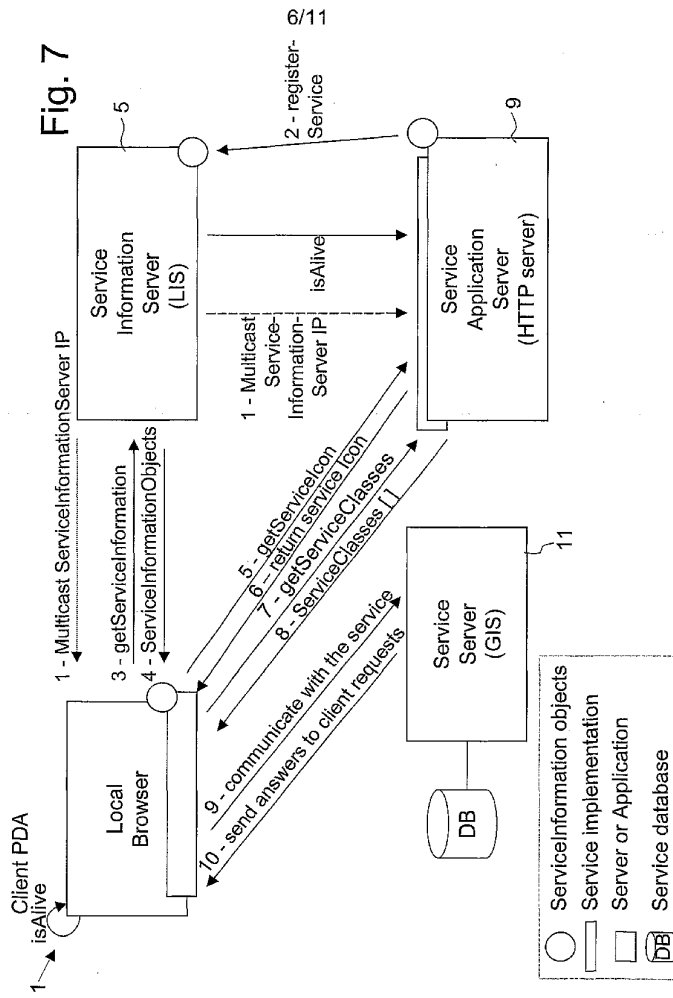 6/11
Fig. 7
Client PDA
isAlive
1
Local
Browser
1 - Multicast ServiceInformationServer IP
3 - getServiceInformation
4 - ServiceInformationObjects
Service
Information
Server
(LIS)
5
2 - register-
Service
isAlive
1 - Multicast
Service-
Information-
Server IP
5 - getServiceIcon
6 – return service Icon
7 - getServiceClasses
8 - ServiceClasses [ ]
Service
Application
Server
(HTTP server)
9
9 - communicate with the service
10 - send answers to client requests
Service
Server
(GIS)
11
DB
ServiceInformation objects
Service implementation
Server or Application
DB
Service database